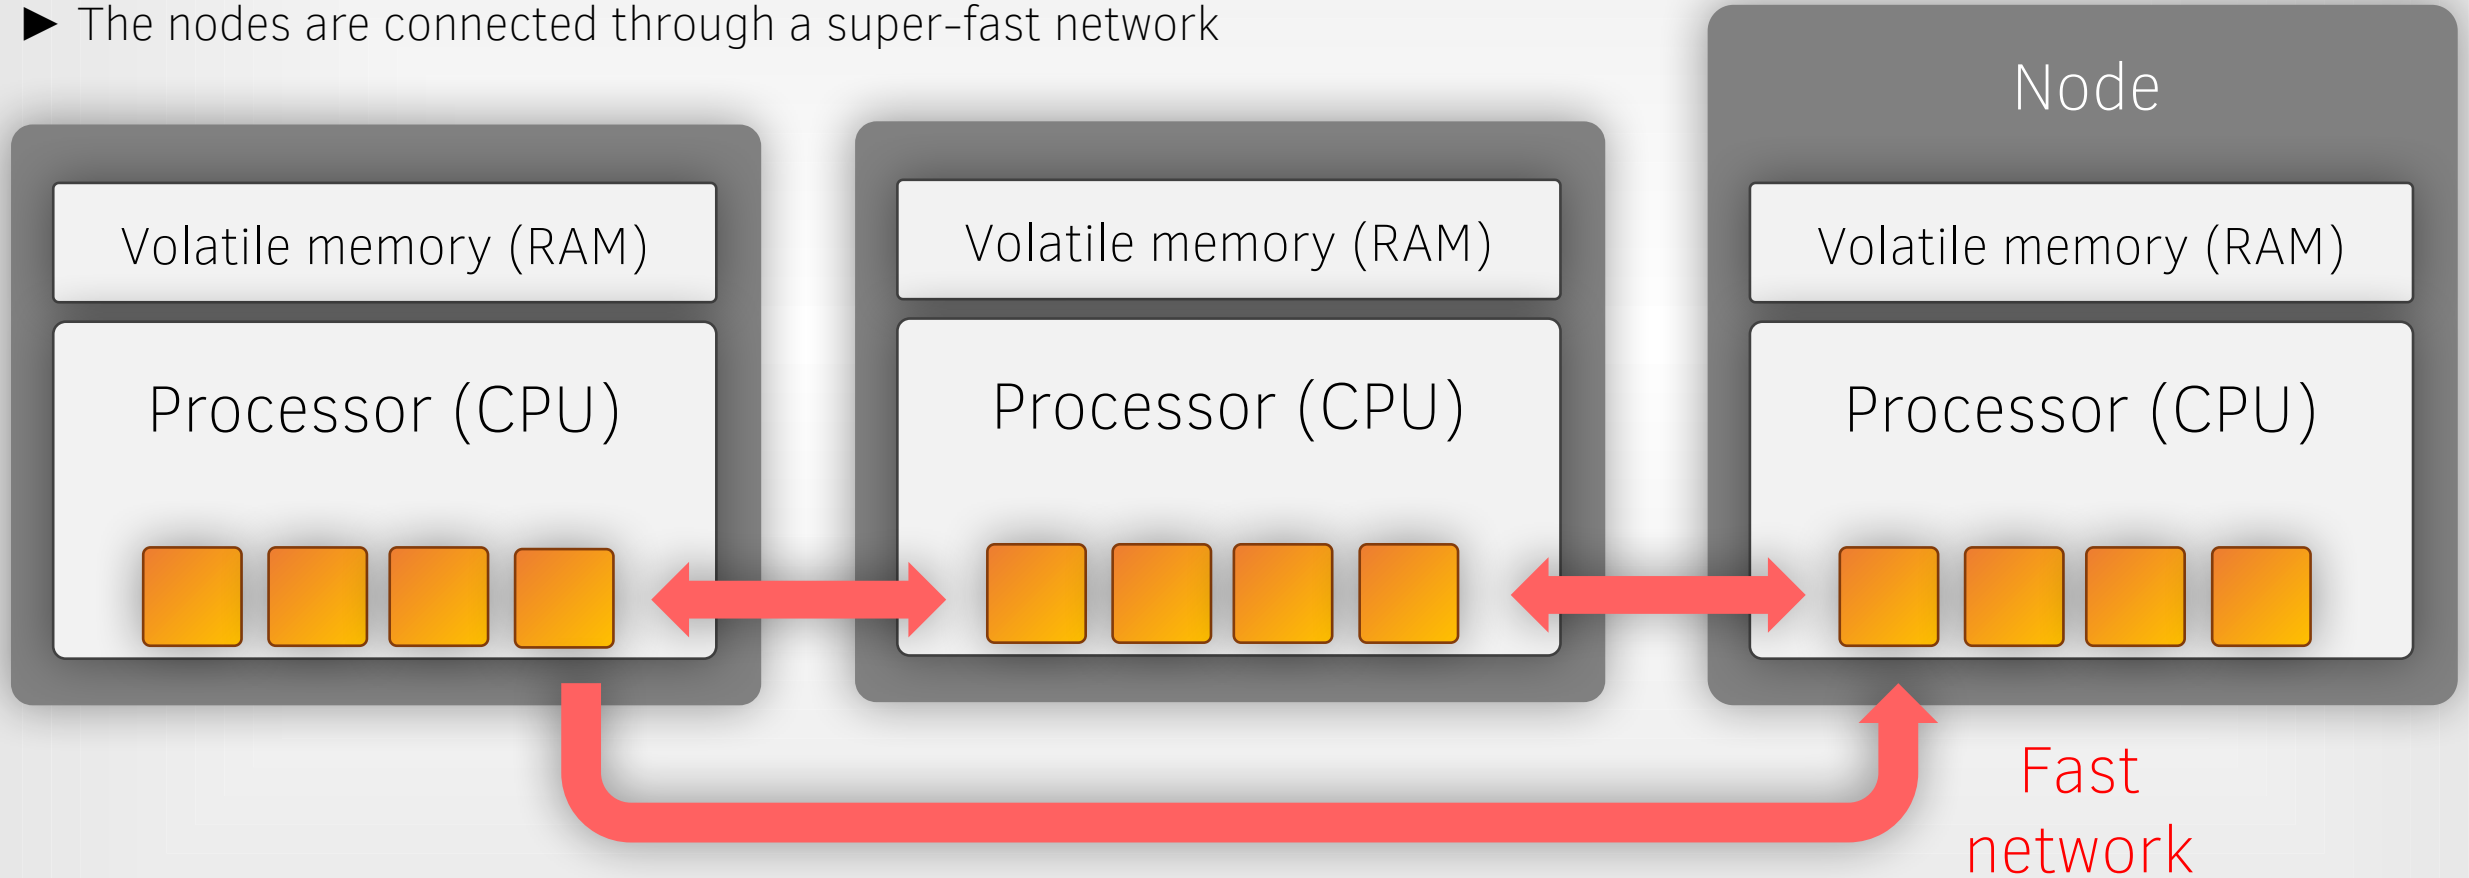 ► The nodes are connected through a super-fast network
Node
Volatile memory (RAM)
Volatile memory (RAM)
Volatile memory (RAM)
Processor (CPU)
Processor (CPU)
Processor (CPU)
Fast
network